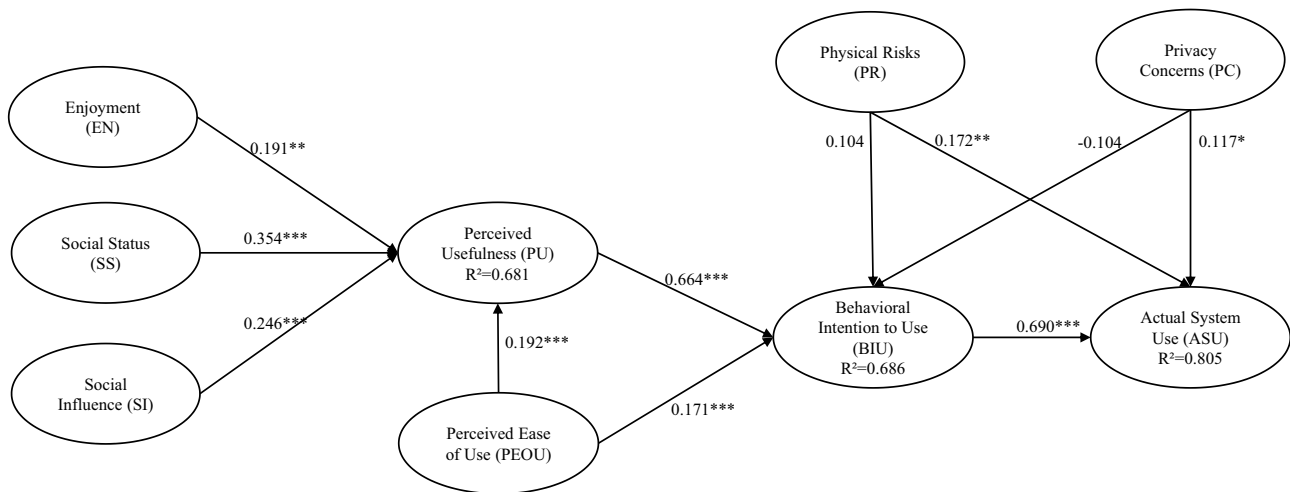 Physical Risks
(PR)
Privacy
Concerns (PC)
Enjoyment
(EN)
0.191**
0.104
0.172**
-0.104
0.117*
Social Status
(SS)
0.354***
Perceived
Usefulness (PU)
R²=0.681
0.664***
0.246***
Behavioral
Intention to Use
(BIU)
R²=0.686
0.690***
Actual System
Use (ASU)
R²=0.805
0.192***
Social
Influence (SI)
0.171***
Perceived Ease
of Use (PEOU)